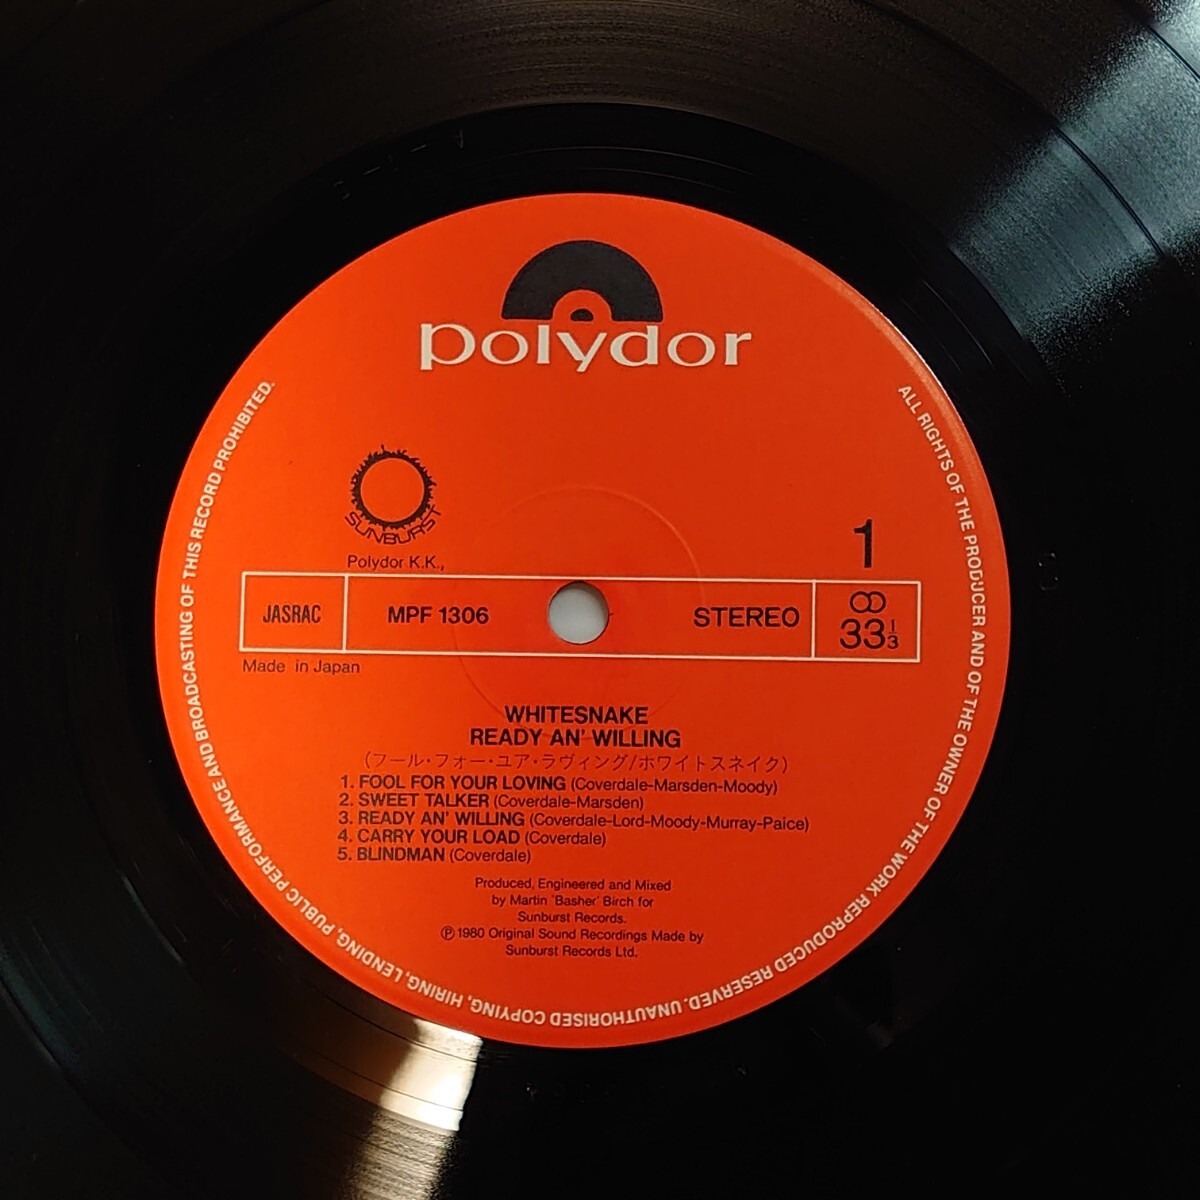 polydor
SUNBURST
Polydor K.K.,
1
JASRAC
MPF 1306
STEREO
33 1/3
Made in Japan
WHITESNAKE
READY AN' WILLING
(フール・フォー・ユア・ラヴィング/ホワイトスネイク)
1. FOOL FOR YOUR LOVING (Coverdale-Marsden-Moody)
2. SWEET TALKER (Coverdale-Marsden)
3. READY AN' WILLING (Coverdale-Lord-Moody-Murray-Paice)
4. CARRY YOUR LOAD (Coverdale)
5. BLINDMAN (Coverdale)
Produced, Engineered and Mixed
by Martin 'Basher' Birch for
Sunburst Records.
Ⓟ1980 Original Sound Recordings Made by
Sunburst Records Ltd.
ALL RIGHTS OF THE PRODUCER AND OF THE OWNER OF THE WORK REPRODUCED RESERVED. UNAUTHORISED COPYING, HIRING, LENDING, PUBLIC PERFORMANCE AND BROADCASTING OF THIS RECORD PROHIBITED.